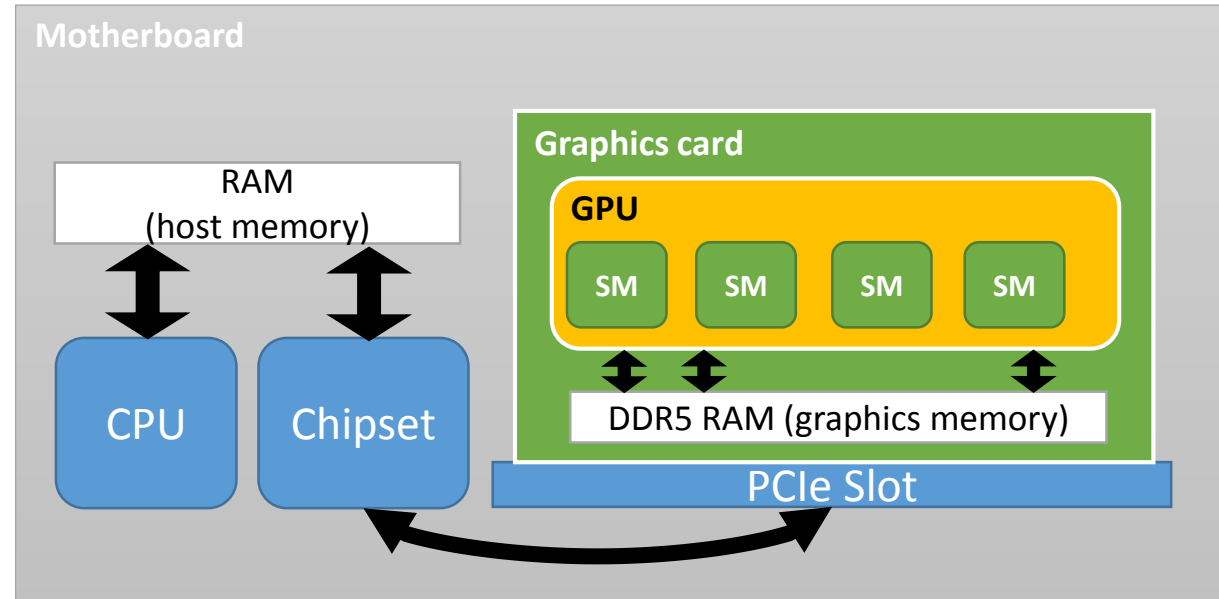 Motherboard
RAM
(host memory)
CPU
Chipset
Graphics card
GPU
SM
SM
SM
SM
DDR5 RAM (graphics memory)
PCIe Slot